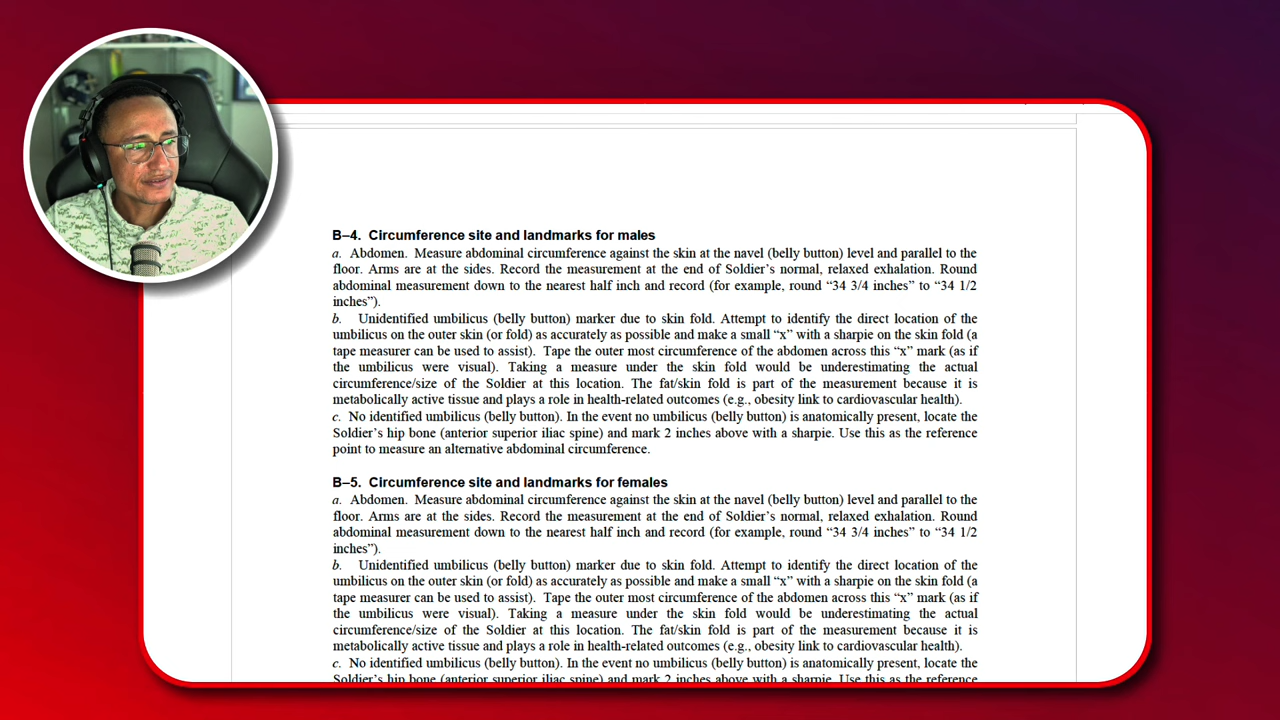 B–4. Circumference site and landmarks for males
a. Abdomen. Measure abdominal circumference against the skin at the navel (belly button) level and parallel to the
floor. Arms are at the sides. Record the measurement at the end of Soldier's normal, relaxed exhalation. Round
abdominal measurement down to the nearest half inch and record (for example, round “34 3/4 inches” to “34 1/2
inches”).
b. Unidentified umbilicus (belly button) marker due to skin fold. Attempt to identify the direct location of the
umbilicus on the outer skin (or fold) as accurately as possible and make a small “x” with a sharpie on the skin fold (a
tape measurer can be used to assist). Tape the outer most circumference of the abdomen across this “x” mark (as if
the umbilicus were visual). Taking a measure under the skin fold would be underestimating the actual
circumference/size of the Soldier at this location. The fat/skin fold is part of the measurement because it is
metabolically active tissue and plays a role in health-related outcomes (e.g., obesity link to cardiovascular health).
c. No identified umbilicus (belly button). In the event no umbilicus (belly button) is anatomically present, locate the
Soldier's hip bone (anterior superior iliac spine) and mark 2 inches above with a sharpie. Use this as the reference
point to measure an alternative abdominal circumference.
B–5. Circumference site and landmarks for females
a. Abdomen. Measure abdominal circumference against the skin at the navel (belly button) level and parallel to the
floor. Arms are at the sides. Record the measurement at the end of Soldier's normal, relaxed exhalation. Round
abdominal measurement down to the nearest half inch and record (for example, round “34 3/4 inches” to “34 1/2
inches”).
b. Unidentified umbilicus (belly button) marker due to skin fold. Attempt to identify the direct location of the
umbilicus on the outer skin (or fold) as accurately as possible and make a small “x” with a sharpie on the skin fold (a
tape measurer can be used to assist). Tape the outer most circumference of the abdomen across this “x” mark (as if
the umbilicus were visual). Taking a measure under the skin fold would be underestimating the actual
circumference/size of the Soldier at this location. The fat/skin fold is part of the measurement because it is
metabolically active tissue and plays a role in health-related outcomes (e.g., obesity link to cardiovascular health).
c. No identified umbilicus (belly button). In the event no umbilicus (belly button) is anatomically present, locate the
Soldier's hip bone (anterior superior iliac spine) and mark 2 inches above with a sharpie. Use this as the reference